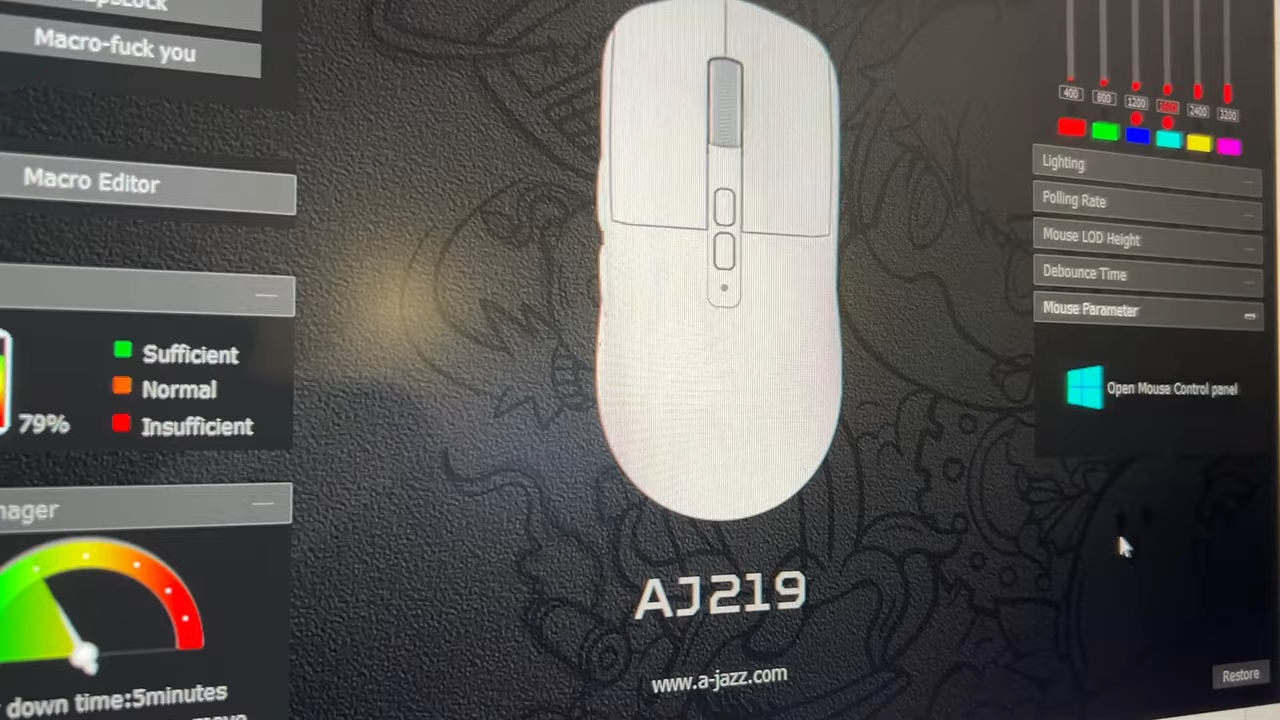 Macro-fuck you
Macro Editor
Sufficient
Normal
79%
Insufficient
down time:5minutes
AJ219
www.a-jazz.com
400
800
1200
2400
3200
Lighting
Polling Rate
Mouse LOD Height
Debounce Time
Mouse Parameter
Open Mouse Control panel
Restore